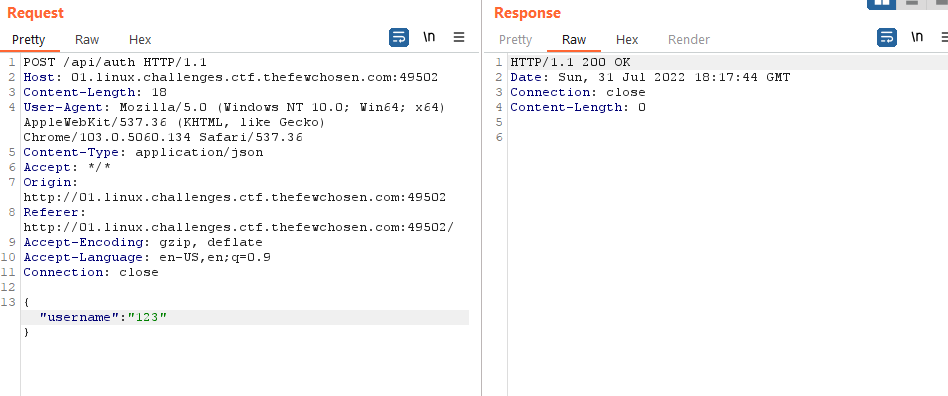 Request
Pretty Raw Hex
\n
1 POST /api/auth HTTP/1.1
2 Host: 01.linux.challenges.ctf.thefewchosen.com:49502
3 Content-Length: 18
4 User-Agent: Mozilla/5.0 (Windows NT 10.0; Win64; x64)
AppleWebKit/537.36 (KHTML, like Gecko)
Chrome/103.0.5060.134 Safari/537.36
5 Content-Type: application/json
6 Accept: */*
7 Origin:
http://01.linux.challenges.ctf.thefewchosen.com:49502
8 Referer:
http://01.linux.challenges.ctf.thefewchosen.com:49502/
9 Accept-Encoding: gzip, deflate
10 Accept-Language: en-US,en;q=0.9
11 Connection: close
12
13 {
"username":"123"
}
Response
Pretty Raw Hex Render
\n
1 HTTP/1.1 200 OK
2 Date: Sun, 31 Jul 2022 18:17:44 GMT
3 Connection: close
4 Content-Length: 0
5
6